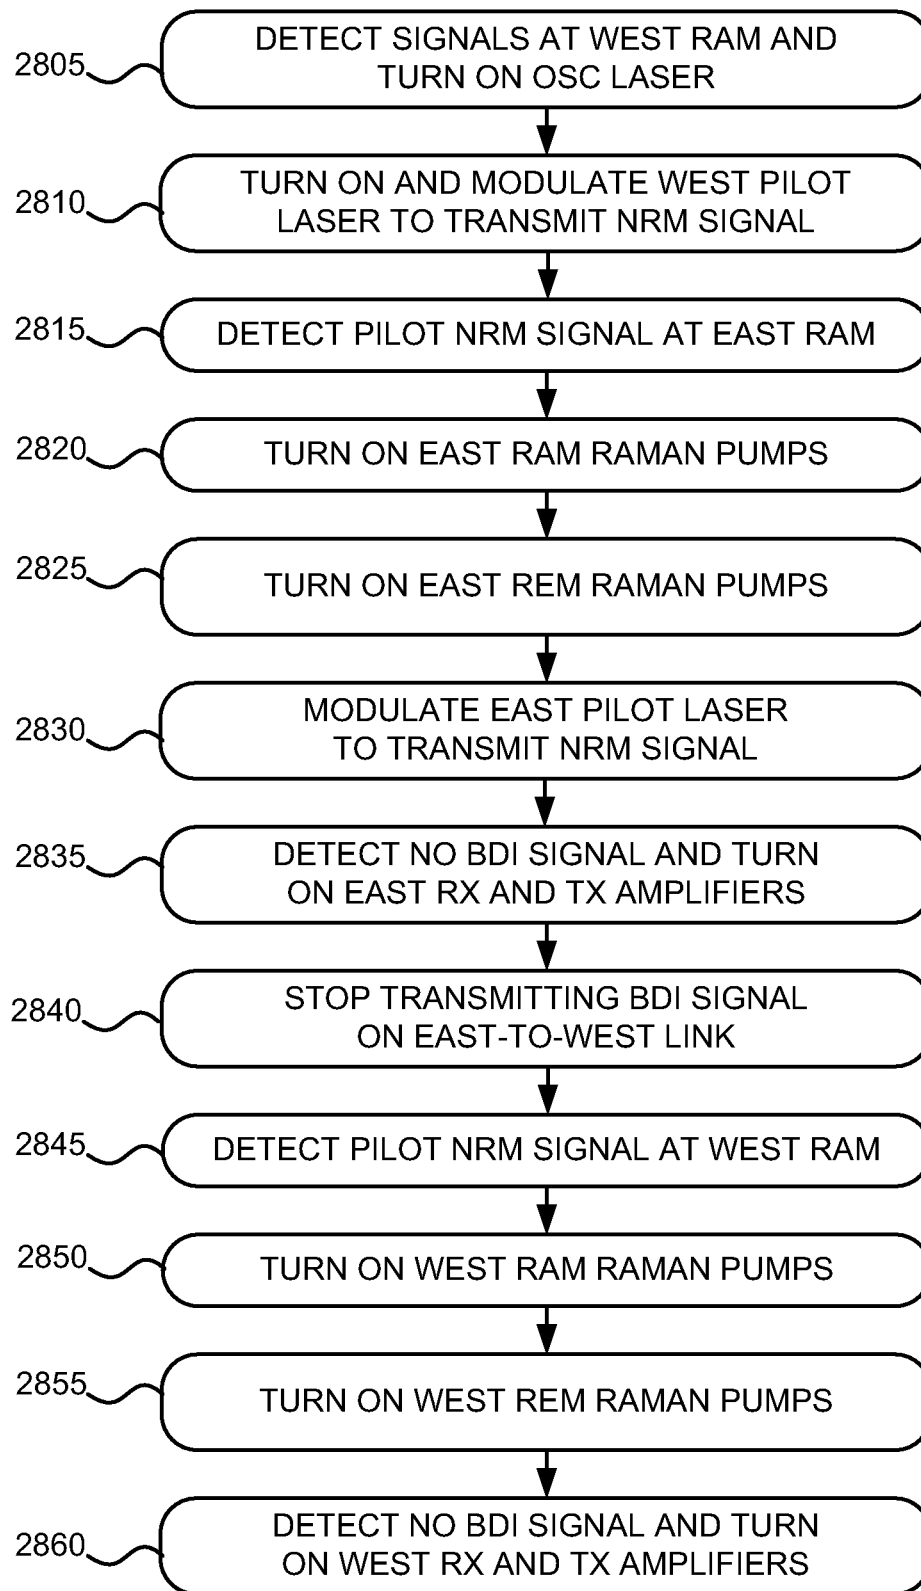 2805
DETECT SIGNALS AT WEST RAM AND
TURN ON OSC LASER
2810
TURN ON AND MODULATE WEST PILOT
LASER TO TRANSMIT NRM SIGNAL
2815
DETECT PILOT NRM SIGNAL AT EAST RAM
2820
TURN ON EAST RAM RAMAN PUMPS
2825
TURN ON EAST REM RAMAN PUMPS
2830
MODULATE EAST PILOT LASER
TO TRANSMIT NRM SIGNAL
2835
DETECT NO BDI SIGNAL AND TURN
ON EAST RX AND TX AMPLIFIERS
2840
STOP TRANSMITTING BDI SIGNAL
ON EAST-TO-WEST LINK
2845
DETECT PILOT NRM SIGNAL AT WEST RAM
2850
TURN ON WEST RAM RAMAN PUMPS
2855
TURN ON WEST REM RAMAN PUMPS
2860
DETECT NO BDI SIGNAL AND TURN
ON WEST RX AND TX AMPLIFIERS